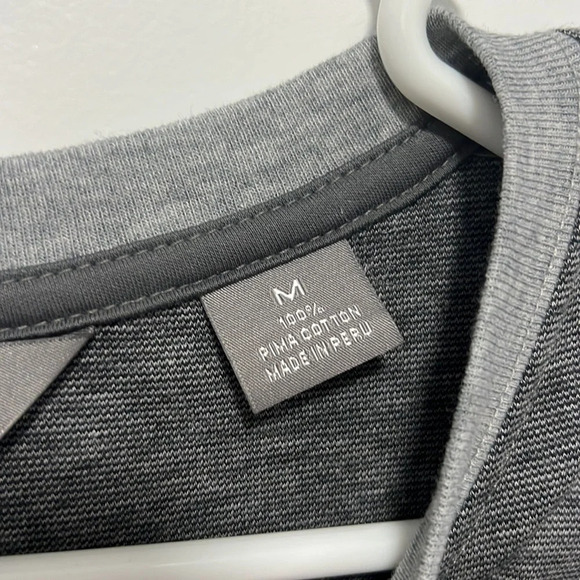 M
100%
PIMA COTTON
MADE IN PERU